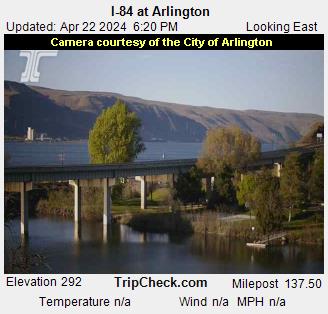 I-84 at Arlington
Updated: Apr 22 2024 6:20 PM Looking East
Camera courtesy of the City of Arlington
Elevation 292 TripCheck.com Milepost 137.50
Temperature n/a Wind n/a MPH n/a